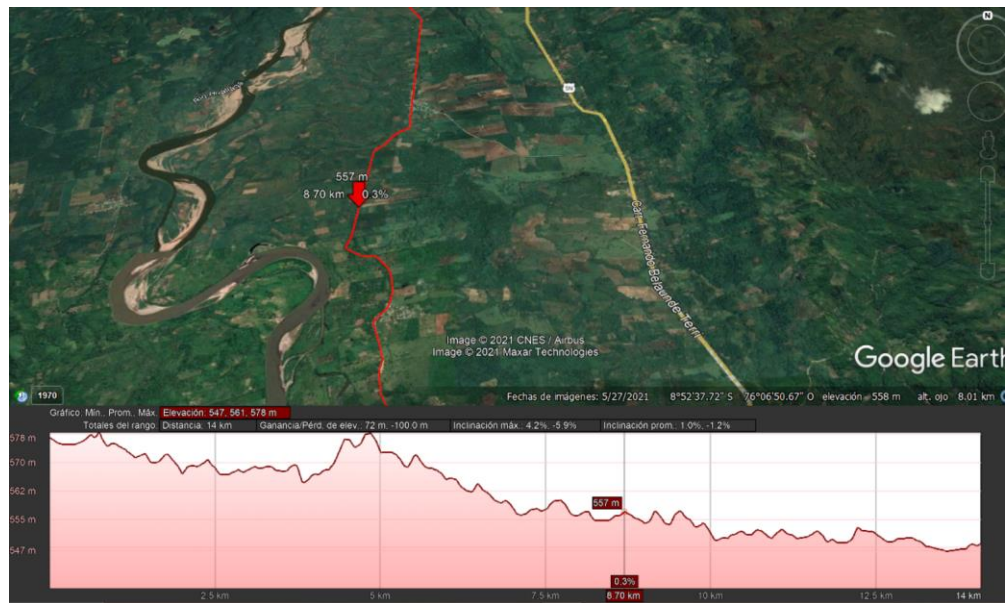 N
5N
557 m
8.70 km 0.3%
Carr. Fernando Belaunde Terri
Image © 2021 CNES / Airbus
Image © 2021 Maxar Technologies
Google Earth
1970
Fechas de imágenes: 5/27/2021 8°52'37.72" S 76°06'50.67" O elevación 558 m alt. ojo 8.01 km
Gráfico: Mín., Prom., Máx. Elevación: 547, 561, 578 m
Totales del rango: Distancia: 14 km Ganancia/Pérd. de elev.: 72 m, -100.0 m Inclinación máx.: 4.2%, -5.9% Inclinación prom.: 1.0%, -1.2%
578 m
570 m
562 m
555 m
547 m
557 m
0.3%
2.5 km 5 km 7.5 km 8.70 km 10 km 12.5 km 14 km